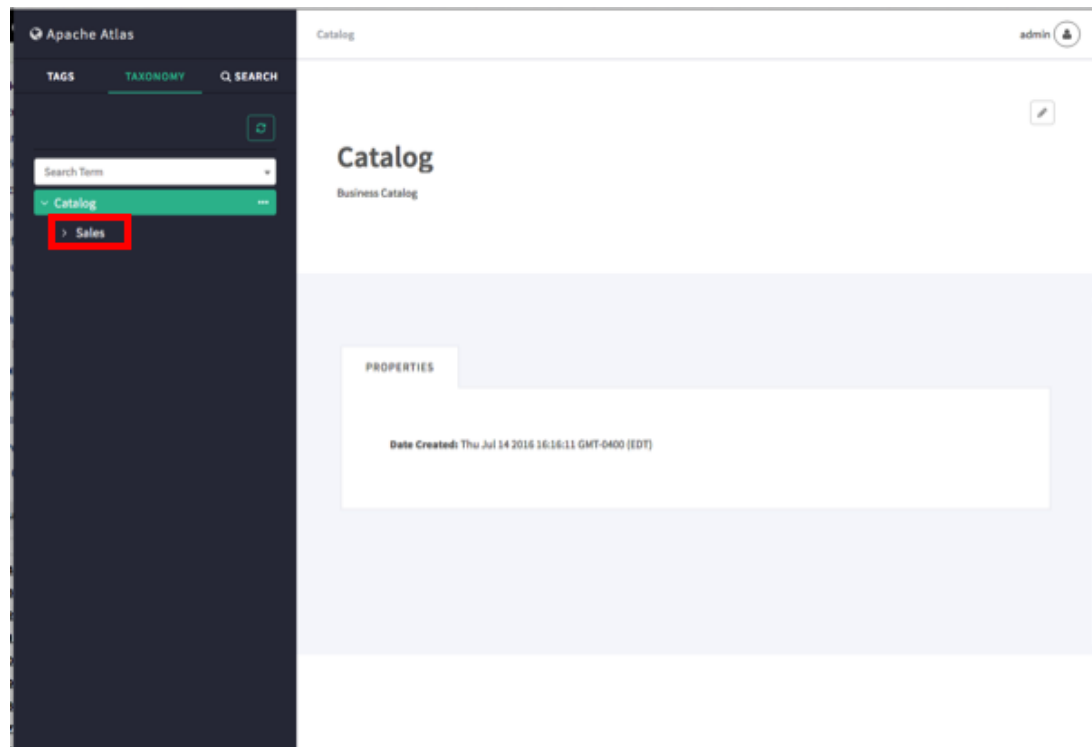 Apache Atlas
Catalog
admin
TAGS TAXONOMY SEARCH
Search Term
Catalog
Sales
Catalog
Business Catalog
PROPERTIES
Date Created: Thu Jul 14 2016 16:16:11 GMT-0400 (EDT)